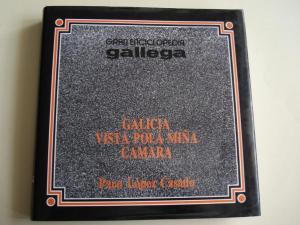 GRAN ENCICLOPEDIA
gallega
GALICIA
VISTA POLA MIÑA
CAMARA
Paco López Casado